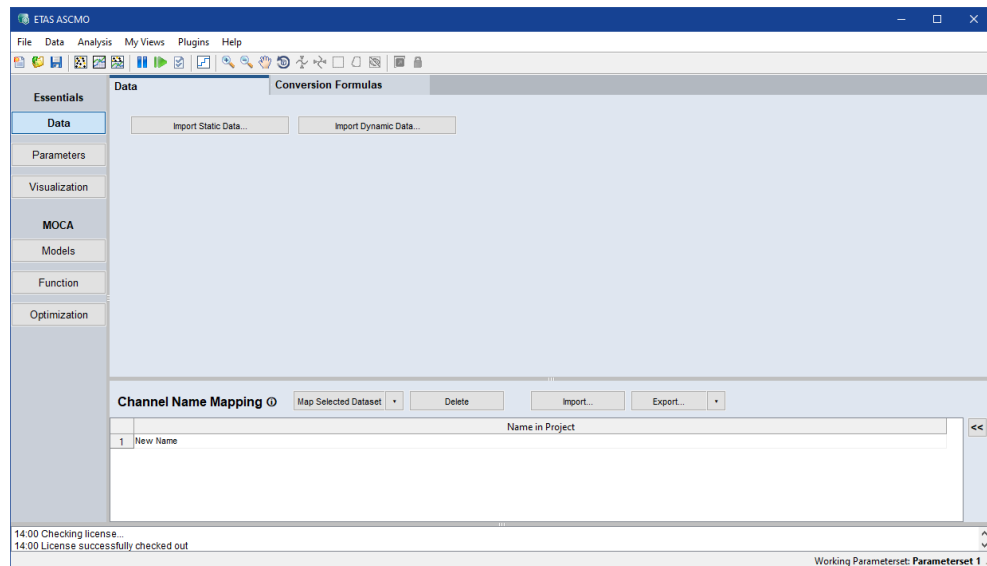 ETAS ASCMO
File Data Analysis My Views Plugins Help
Essentials
Data
Parameters
Visualization
MOCA
Models
Function
Optimization
Data Conversion Formulas
Import Static Data... Import Dynamic Data...
Channel Name Mapping Map Selected Dataset Delete Import... Export...
Name in Project <<
1 New Name
14:00 Checking license...
14:00 License successfully checked out
Working Parameterset: Parameterset 1